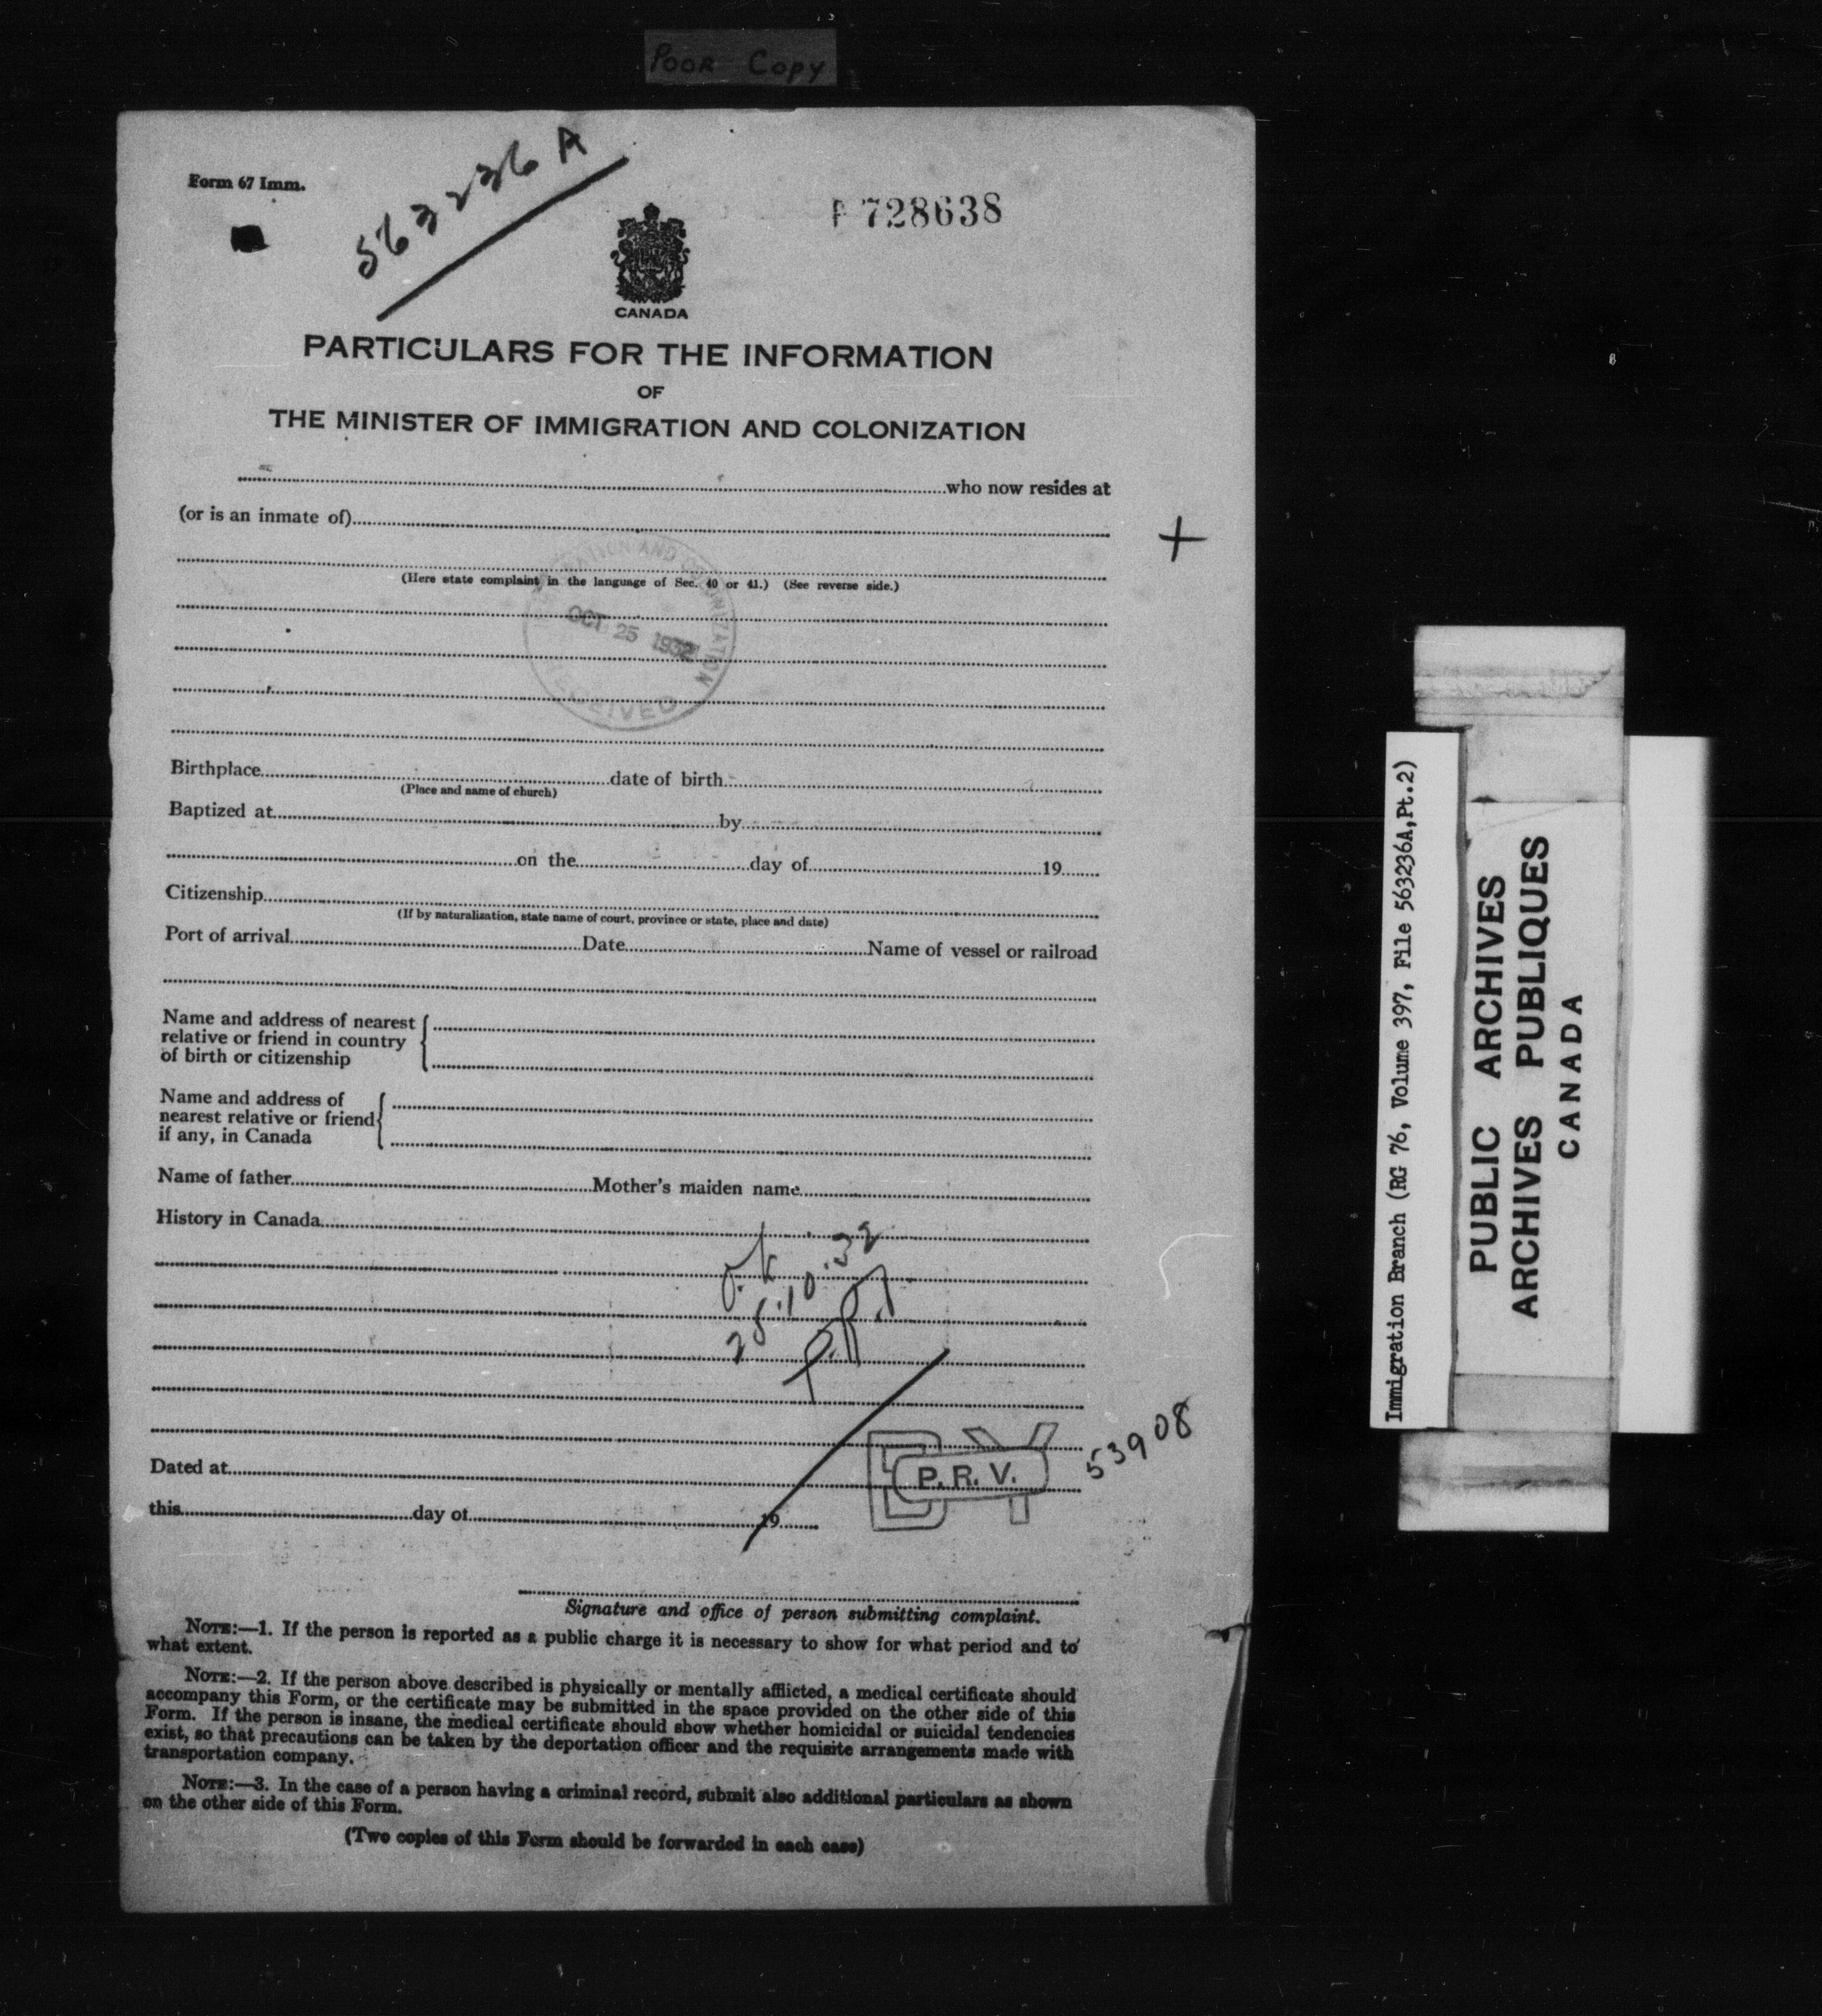 POOR COPY
Form 67 Imm.
563236 A
728638
CANADA
PARTICULARS FOR THE INFORMATION
OF
THE MINISTER OF IMMIGRATION AND COLONIZATION
who now resides at
(or is an inmate of)
(Here state complaint in the language of Sec. 40 or 41.) (See reverse side.)
AND COLONIZATION
OCT 25 1932
RECEIVED
Birthplace date of birth
(Place and name of church)
Baptized at by
on the day of 19
Citizenship
(If by naturalization, state name of court, province or state, place and date)
Port of arrival Date Name of vessel or railroad
Name and address of nearest
relative or friend in country
of birth or citizenship
Name and address of
nearest relative or friend
if any, in Canada
Name of father Mother's maiden name
History in Canada
O.K
25.10.32
BY
P. R. V.
53908
Dated at
this day of 19
Signature and office of person submitting complaint.
NOTE:—1. If the person is reported as a public charge it is necessary to show for what period and to
what extent.
NOTE:—2. If the person above described is physically or mentally afflicted, a medical certificate should
accompany this Form, or the certificate may be submitted in the space provided on the other side of this
Form. If the person is insane, the medical certificate should show whether homicidal or suicidal tendencies
exist, so that precautions can be taken by the deportation officer and the requisite arrangements made with
transportation company.
NOTE:—3. In the case of a person having a criminal record, submit also additional particulars as shown
on the other side of this Form.
(Two copies of this Form should be forwarded in each case)
Immigration Branch (RG 76, Volume 397, File 563236A,Pt.2)
PUBLIC ARCHIVES
ARCHIVES PUBLIQUES
CANADA